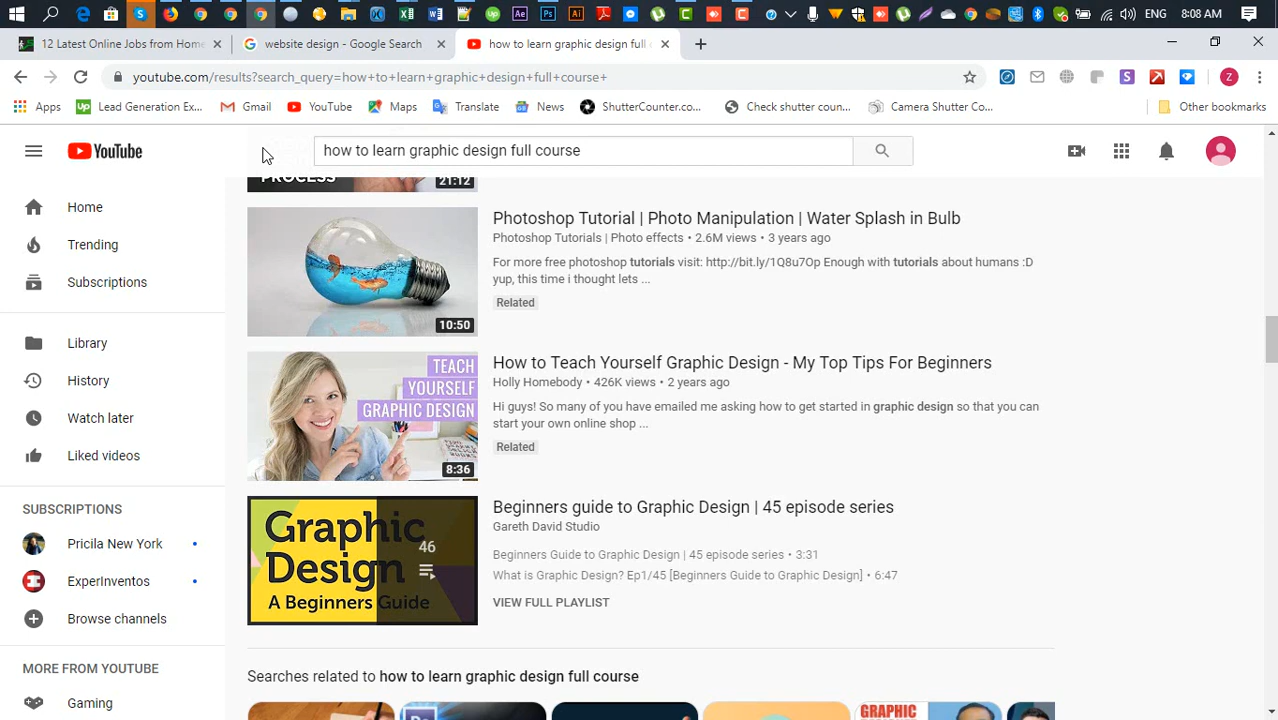 ENG 8:08 AM
12 Latest Online Jobs from Hom
website design - Google Search
how to learn graphic design full
youtube.com/results?search_query=how+to+learn+graphic+design+full+course+
Apps
Lead Generation Ex...
Gmail
YouTube
Maps
Translate
News
ShutterCounter.co...
Check shutter coun...
Camera Shutter Co...
Other bookmarks
YouTube
how to learn graphic design full course
Home
Trending
Subscriptions
Library
History
Watch later
Liked videos
SUBSCRIPTIONS
Pricila New York
ExperInventos
Browse channels
MORE FROM YOUTUBE
Gaming
PROCESS
21:12
10:50
Photoshop Tutorial | Photo Manipulation | Water Splash in Bulb
Photoshop Tutorials | Photo effects • 2.6M views • 3 years ago
For more free photoshop tutorials visit: http://bit.ly/1Q8u7Op Enough with tutorials about humans :D
yup, this time i thought lets ...
Related
TEACH
YOURSELF
GRAPHIC DESIGN
8:36
How to Teach Yourself Graphic Design - My Top Tips For Beginners
Holly Homebody • 426K views • 2 years ago
Hi guys! So many of you have emailed me asking how to get started in graphic design so that you can
start your own online shop ...
Related
Graphic
Design
A Beginners Guide
46
Beginners guide to Graphic Design | 45 episode series
Gareth David Studio
Beginners Guide to Graphic Design | 45 episode series • 3:31
What is Graphic Design? Ep1/45 [Beginners Guide to Graphic Design] • 6:47
VIEW FULL PLAYLIST
Searches related to how to learn graphic design full course
GRAPHIC